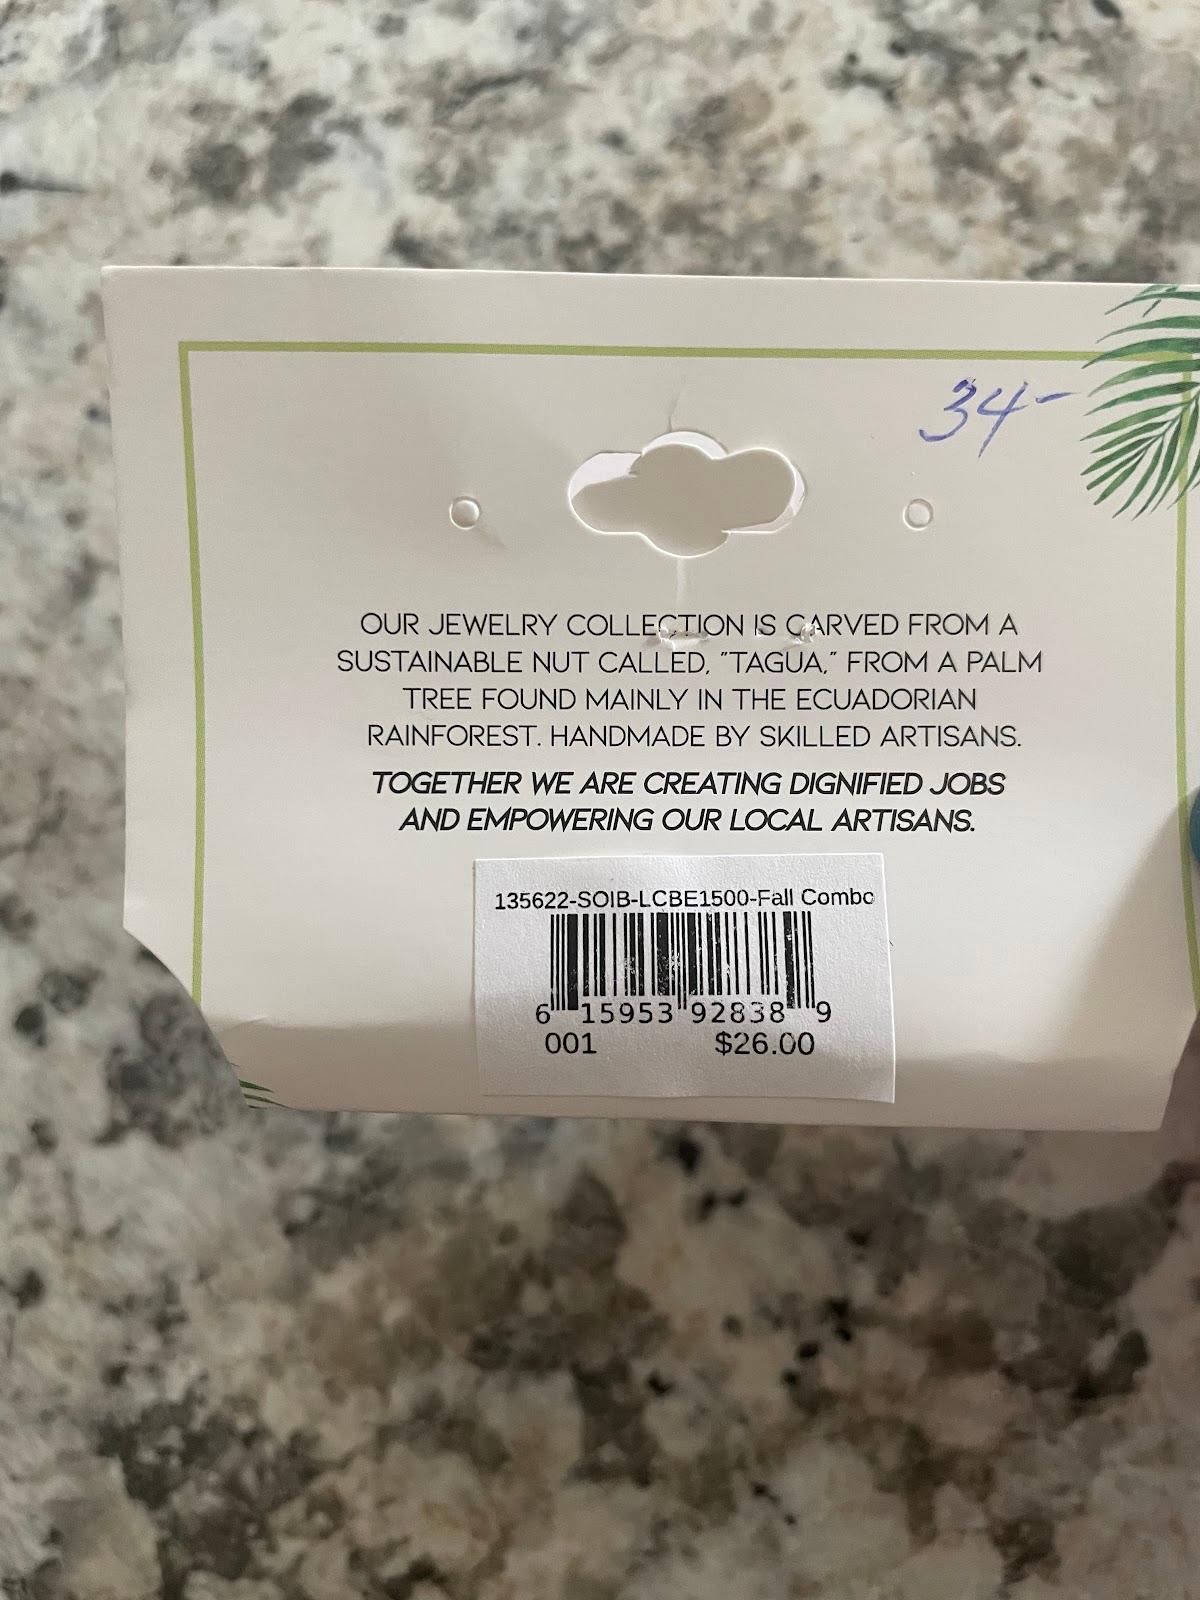 34-
OUR JEWELRY COLLECTION IS CARVED FROM A
SUSTAINABLE NUT CALLED, "TAGUA," FROM A PALM
TREE FOUND MAINLY IN THE ECUADORIAN
RAINFOREST. HANDMADE BY SKILLED ARTISANS.
TOGETHER WE ARE CREATING DIGNIFIED JOBS
AND EMPOWERING OUR LOCAL ARTISANS.
135622-SOIB-LCBE1500-Fall Combo
6 15953 92838 9
001 $26.00